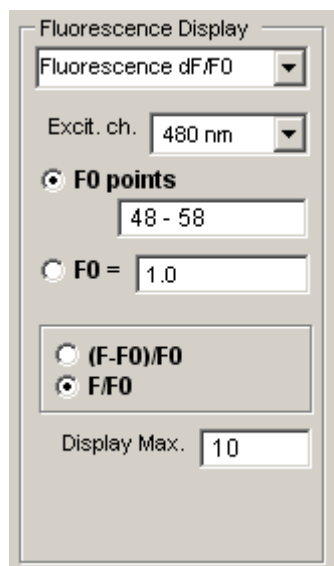 Fluorescence Display
Fluorescence dF/F0
Excit. ch. 480 nm
F0 points
48 - 58
F0 = 1.0
(F-F0)/F0
F/F0
Display Max. 10